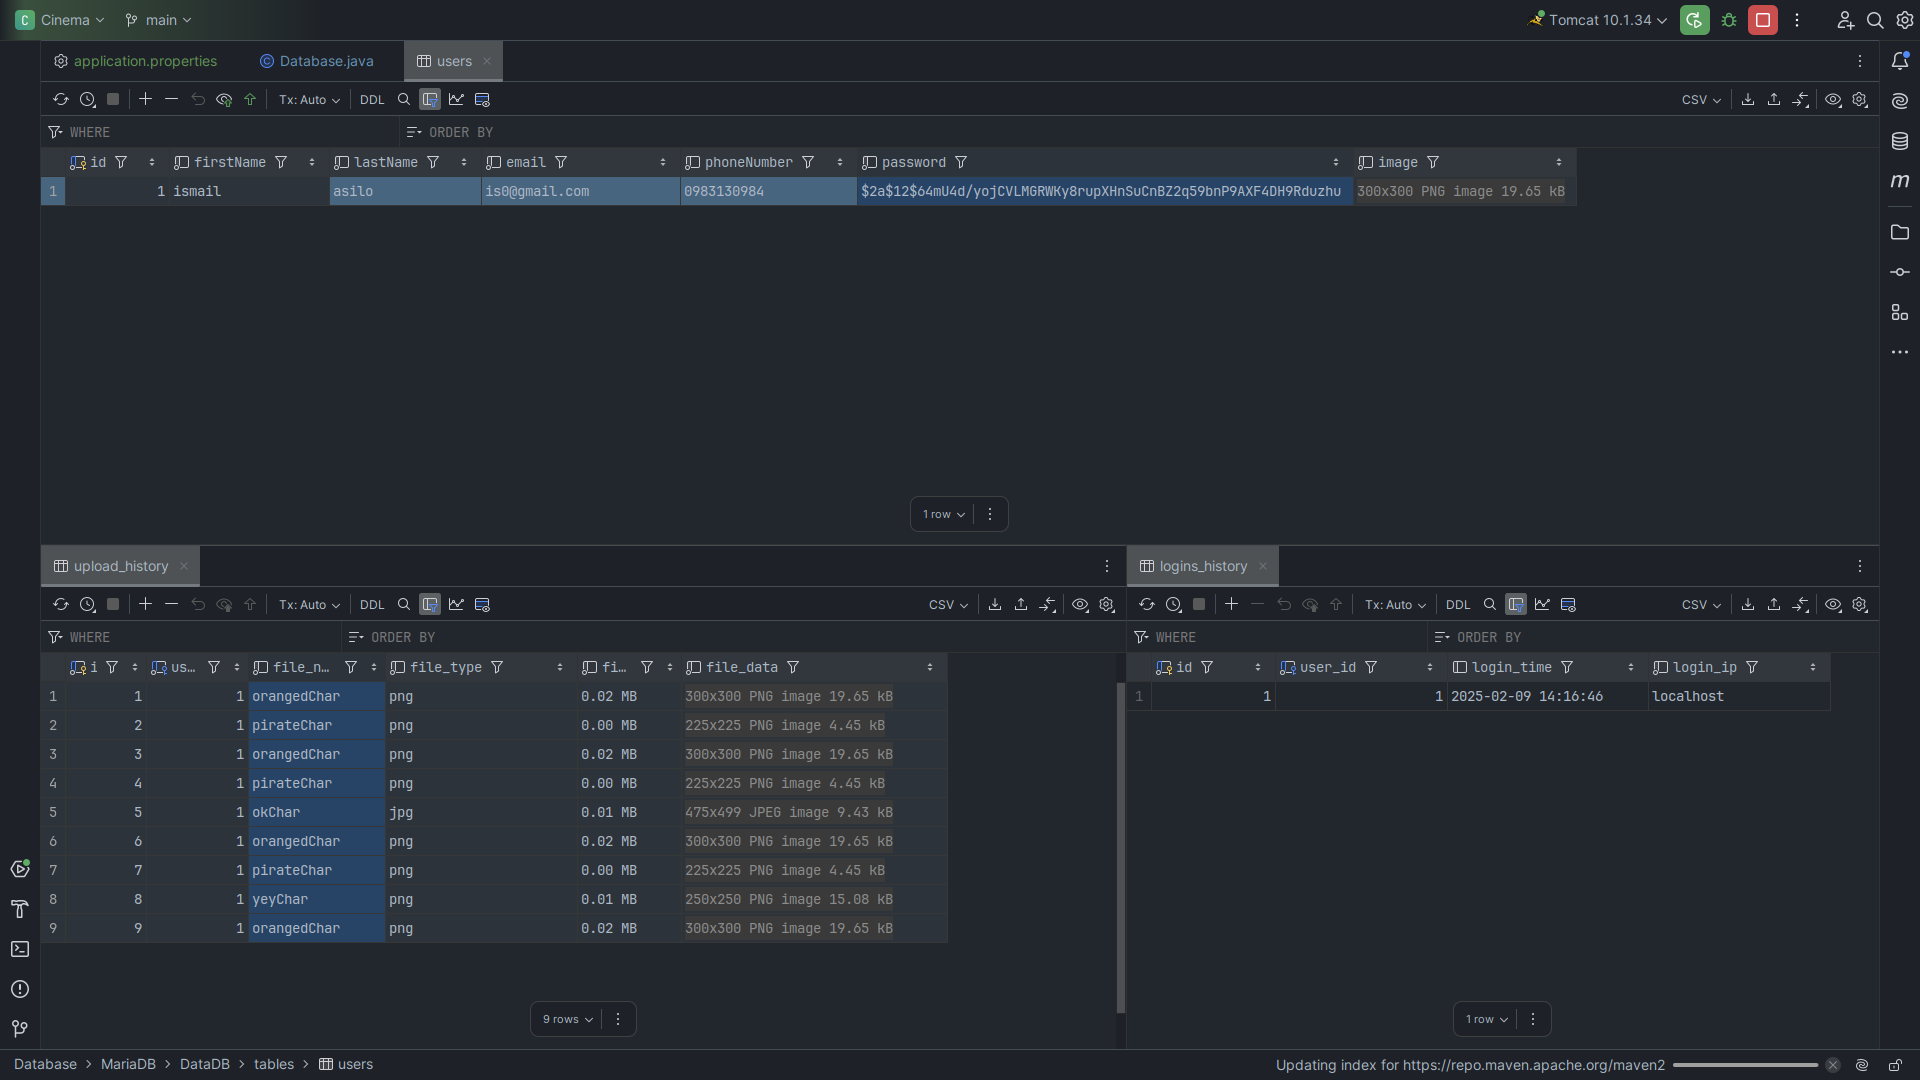 C Cinema main Tomcat 10.1.34
application.properties Database.java users
Tx: Auto DDL CSV
WHERE ORDER BY
id firstName lastName email phoneNumber password image
1 1 ismail asilo is0@gmail.com 0983130984 $2a$12$64mU4d/yojCVLMGRWKy8rupXHnSuCnBZ2q59bnP9AXF4DH9Rduzhu 300x300 PNG image 19.65 kB
1 row
upload_history
Tx: Auto DDL CSV
WHERE ORDER BY
i us... file_n... file_type fi... file_data
1 1 1 orangedChar png 0.02 MB 300x300 PNG image 19.65 kB
2 2 1 pirateChar png 0.00 MB 225x225 PNG image 4.45 kB
3 3 1 orangedChar png 0.02 MB 300x300 PNG image 19.65 kB
4 4 1 pirateChar png 0.00 MB 225x225 PNG image 4.45 kB
5 5 1 okChar jpg 0.01 MB 475x499 JPEG image 9.43 kB
6 6 1 orangedChar png 0.02 MB 300x300 PNG image 19.65 kB
7 7 1 pirateChar png 0.00 MB 225x225 PNG image 4.45 kB
8 8 1 yeyChar png 0.01 MB 250x250 PNG image 15.08 kB
9 9 1 orangedChar png 0.02 MB 300x300 PNG image 19.65 kB
9 rows
logins_history
Tx: Auto DDL CSV
WHERE ORDER BY
id user_id login_time login_ip
1 1 1 2025-02-09 14:16:46 localhost
1 row
m
Database > MariaDB > DataDB > tables > users
Updating index for https://repo.maven.apache.org/maven2